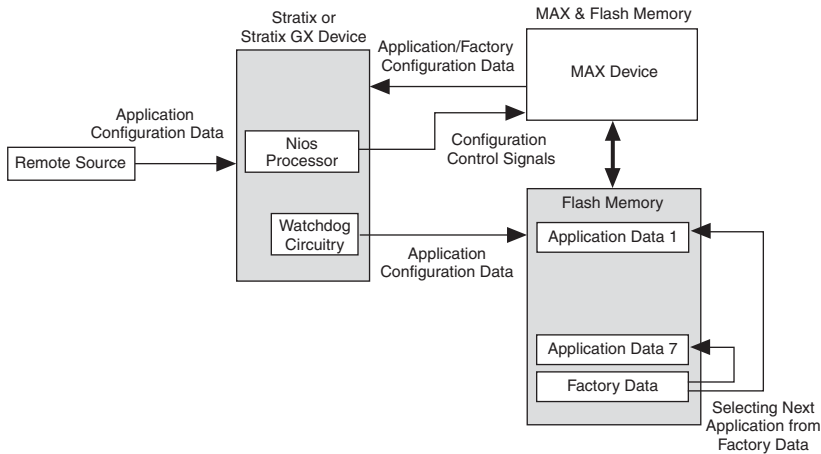 Stratix or
Stratix GX Device
MAX & Flash Memory
Application/Factory
Configuration Data
MAX Device
Application
Configuration Data
Remote Source
Nios
Processor
Configuration
Control Signals
Flash Memory
Watchdog
Circuitry
Application
Configuration Data
Application Data 1
Application Data 7
Factory Data
Selecting Next
Application from
Factory Data